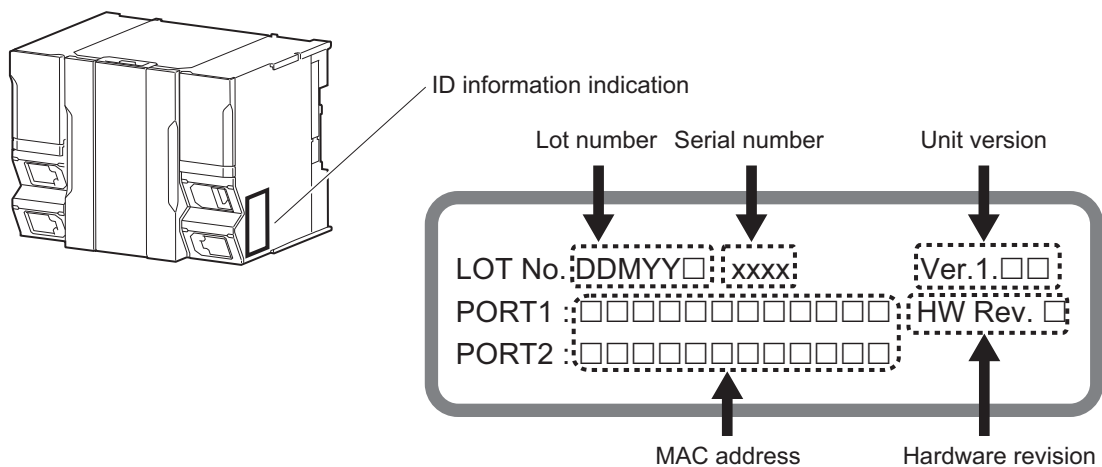 ID information indication
Lot number Serial number Unit version
LOT No. DDMYY□ xxxx Ver.1.□□
PORT1 : □□□□□□□□□□□□ HW Rev. □
PORT2 : □□□□□□□□□□□□
MAC address Hardware revision